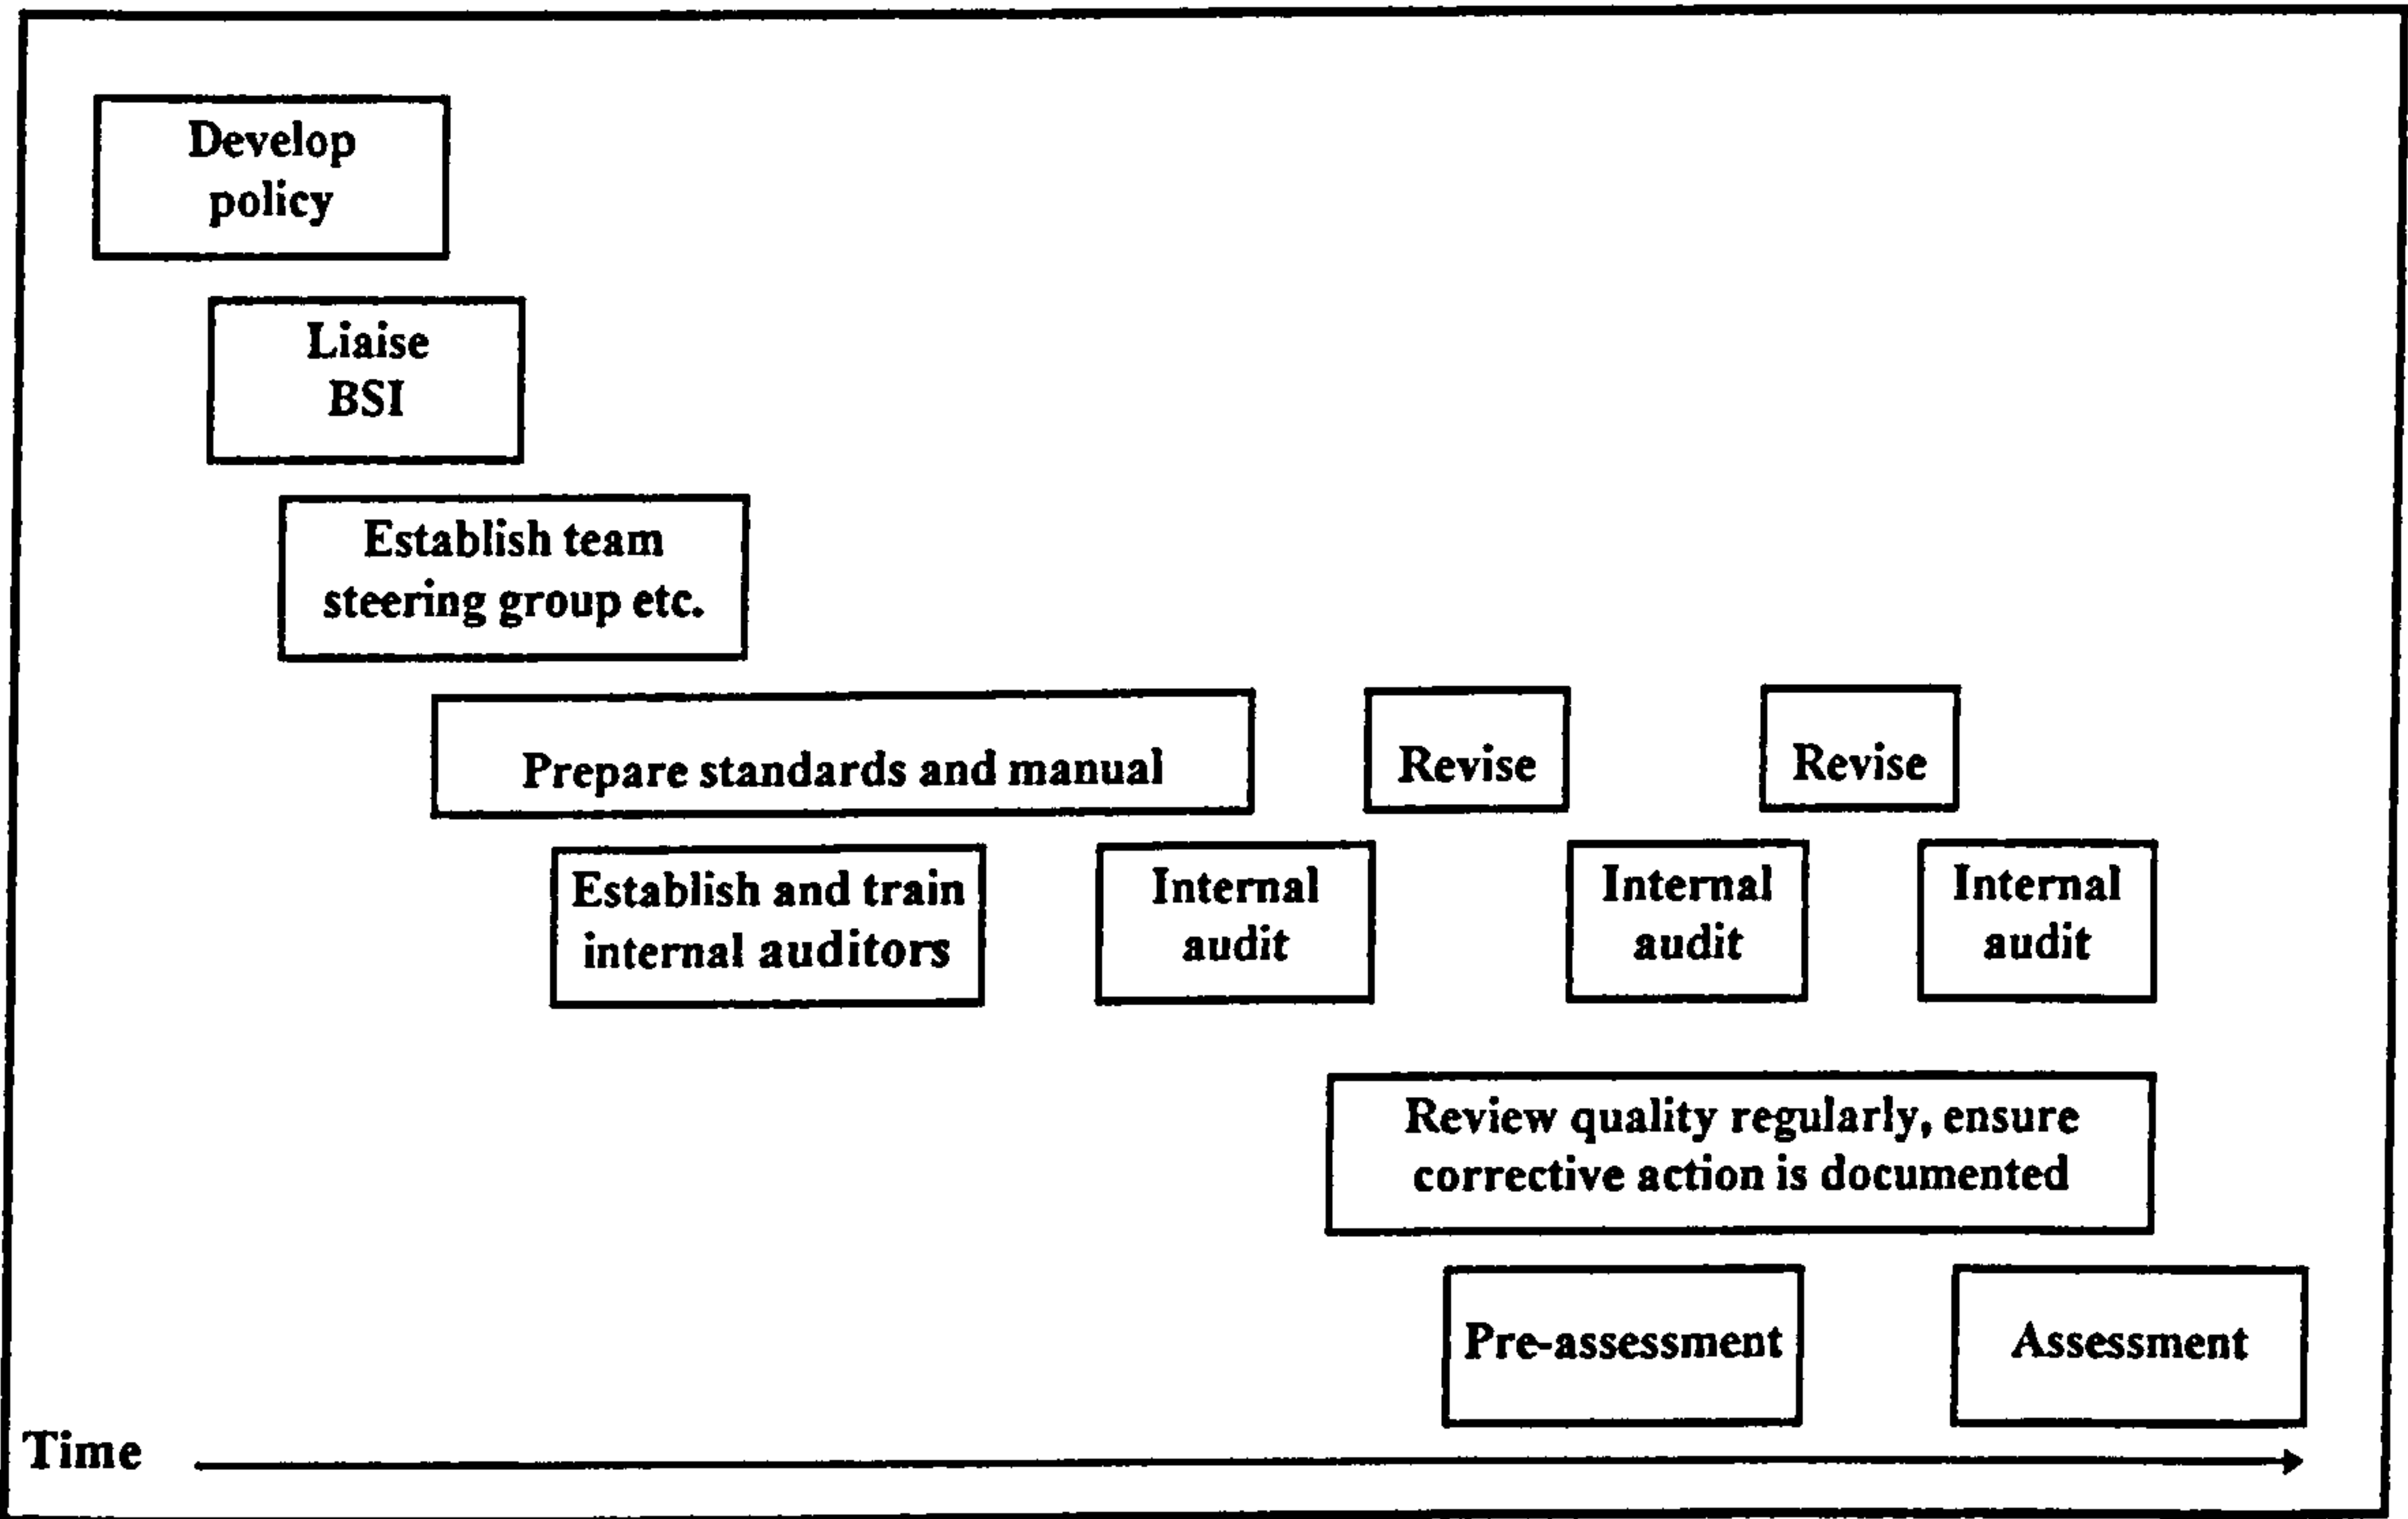 Develop
policy
Liaise
BSI
Establish team
steering group etc.
Prepare standards and manual
Revise
Revise
Establish and train
internal auditors
Internal
audit
Internal
audit
Internal
audit
Review quality regularly, ensure
corrective action is documented
Pre-assessment
Assessment
Time